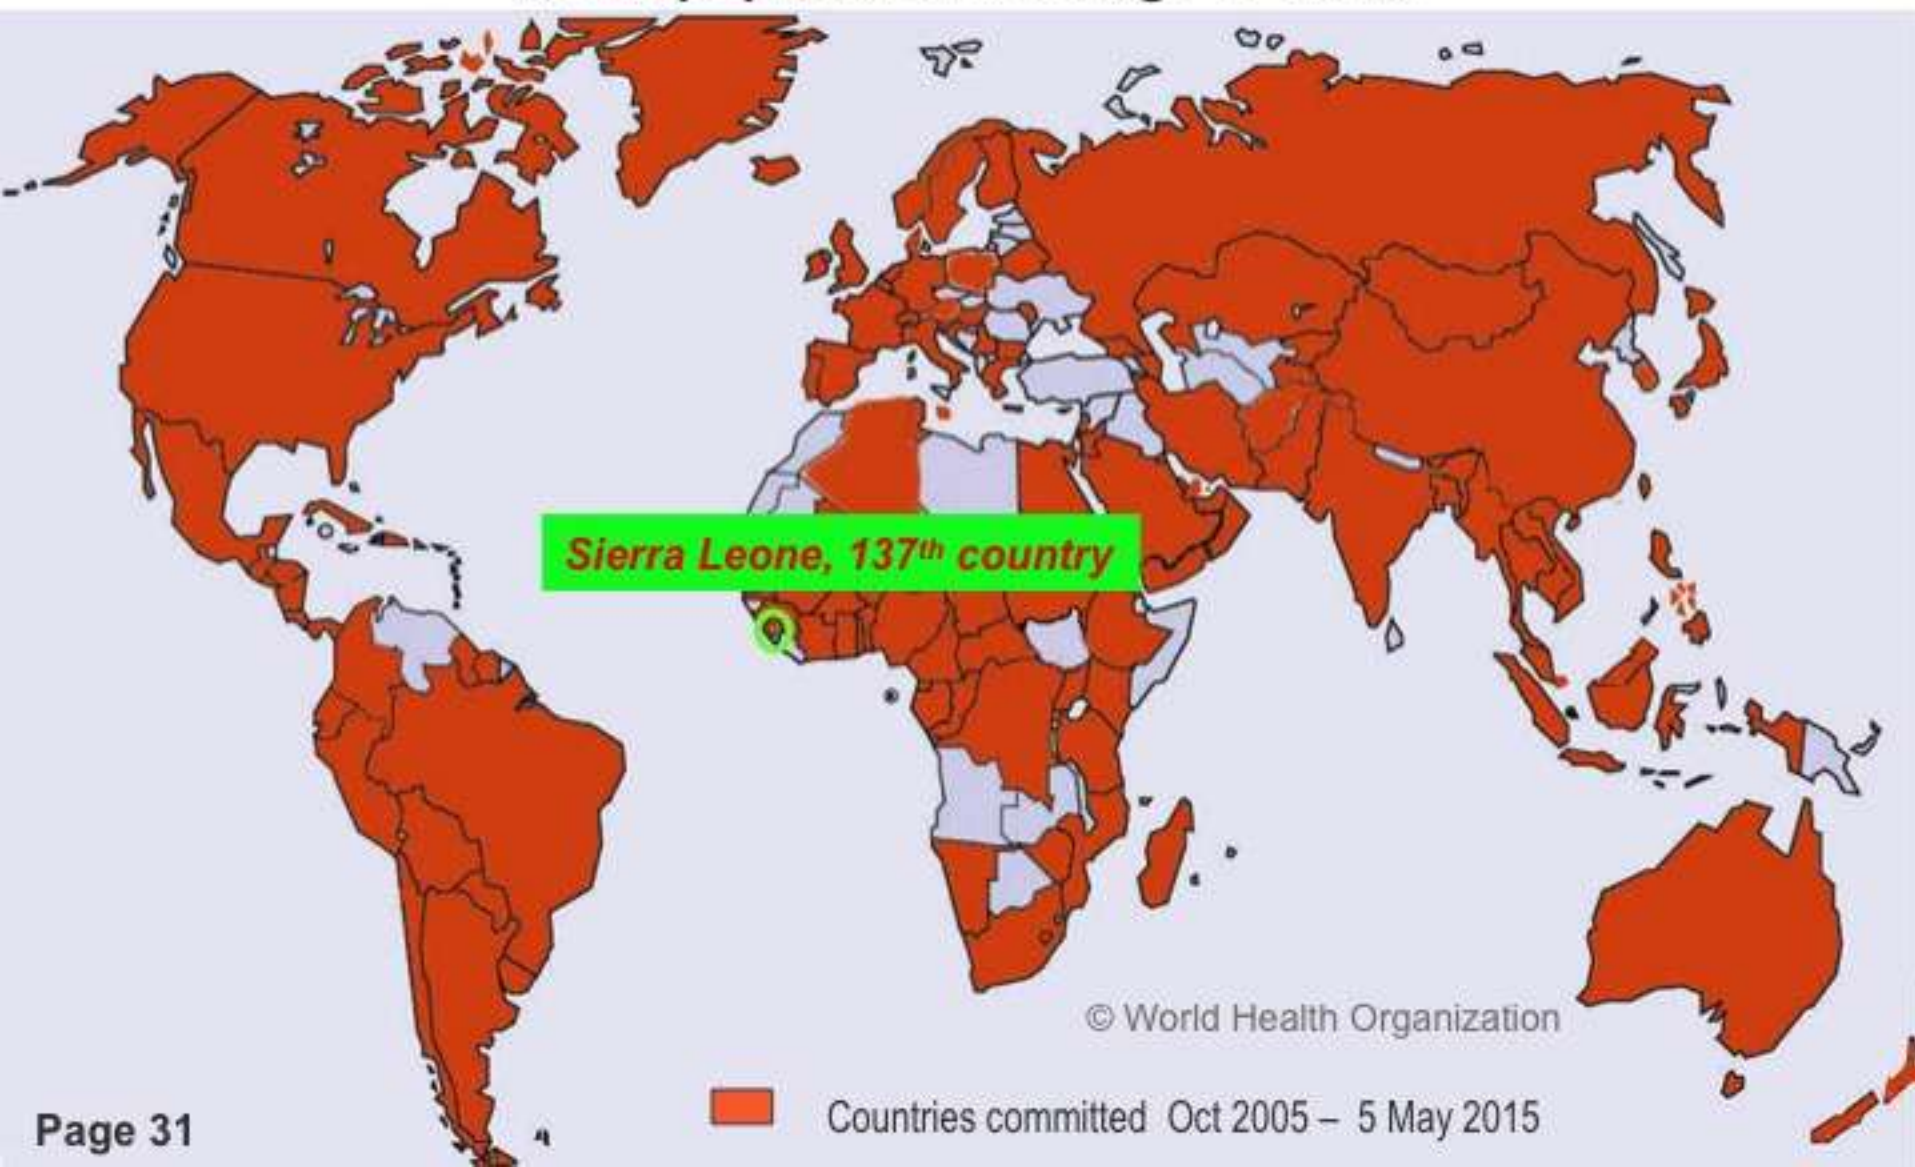 Sierra Leone, 137th country
© World Health Organization
Countries committed Oct 2005 – 5 May 2015
Page 31